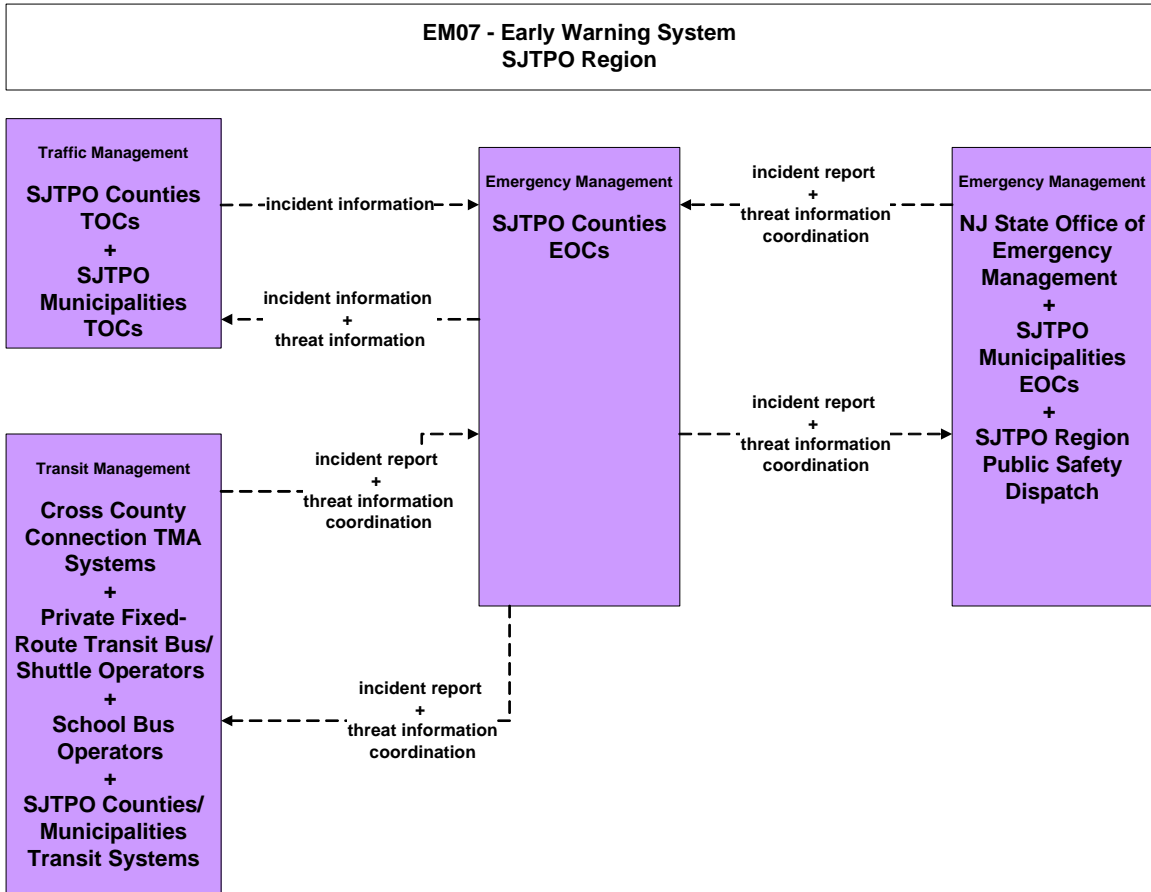 EM07 - Early Warning System
SJTPO Region
Traffic Management
SJTPO Counties
TOCs
+
SJTPO
Municipalities
TOCs
incident information
incident information
+
threat information
Emergency Management
SJTPO Counties
EOCs
incident report
+
threat information
coordination
Emergency Management
NJ State Office of
Emergency
Management
+
SJTPO
Municipalities
EOCs
+
SJTPO Region
Public Safety
Dispatch
incident report
+
threat information
coordination
Transit Management
Cross County
Connection TMA
Systems
+
Private Fixed-
Route Transit Bus/
Shuttle Operators
+
School Bus
Operators
+
SJTPO Counties/
Municipalities
Transit Systems
incident report
+
threat information
coordination
incident report
+
threat information
coordination